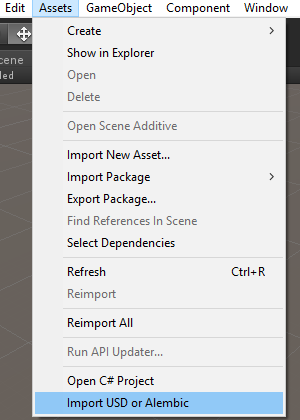 Edit Assets GameObject Component Window
Create
cene
Show in Explorer
ded
Open
Delete
Open Scene Additive
Import New Asset...
Import Package
Export Package...
Find References In Scene
Select Dependencies
Refresh Ctrl+R
Reimport
Reimport All
Run API Updater...
Open C# Project
Import USD or Alembic